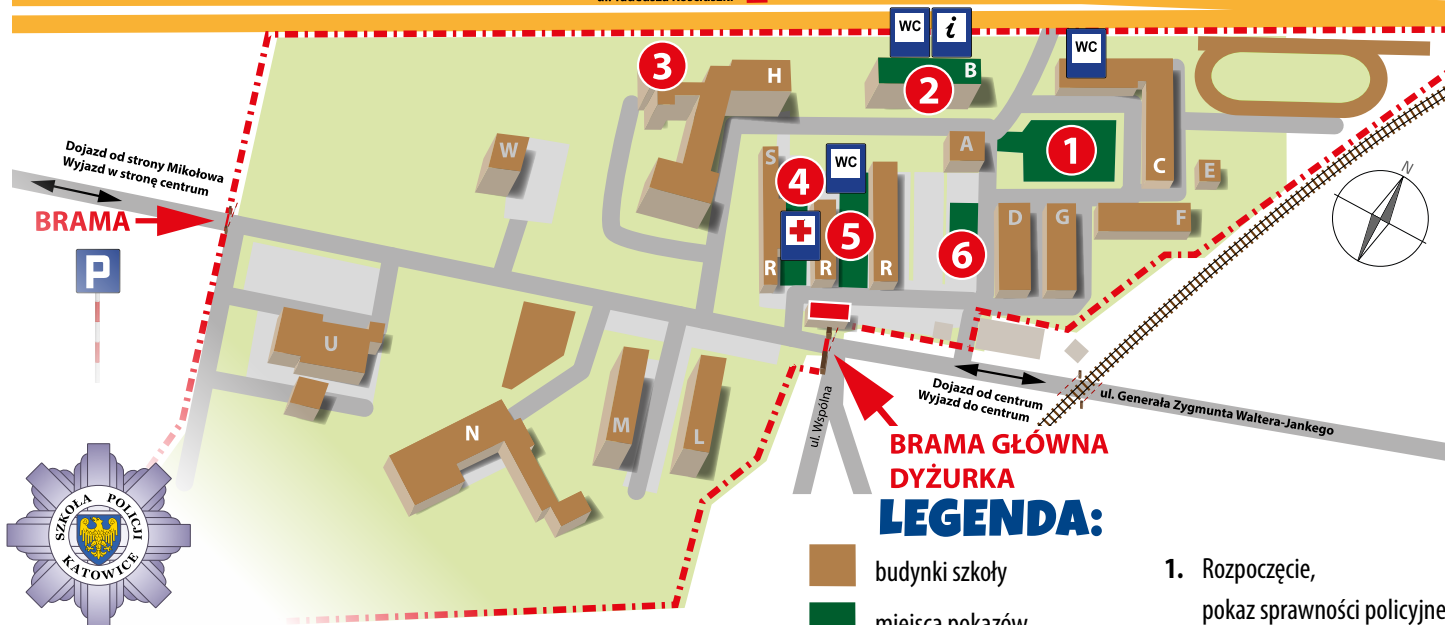 WC
i
WC
3
H
B
2
W
A
1
C
E
S
4
WC
Dojazd od strony Mikołowa
Wyjazd w stronę centrum
BRAMA
N
D
G
F
5
6
R
R
R
P
U
M
L
N
ul. Wspólna
Dojazd od centrum
Wyjazd do centrum
ul. Generała Zygmunta Waltera-Jankego
BRAMA GŁÓWNA
DYŻURKA
SZKOŁA POLICJI
KATOWICE
LEGENDA:
budynki szkoły
miejsca pokazów
1. Rozpoczęcie,
pokaz sprawności policyjne